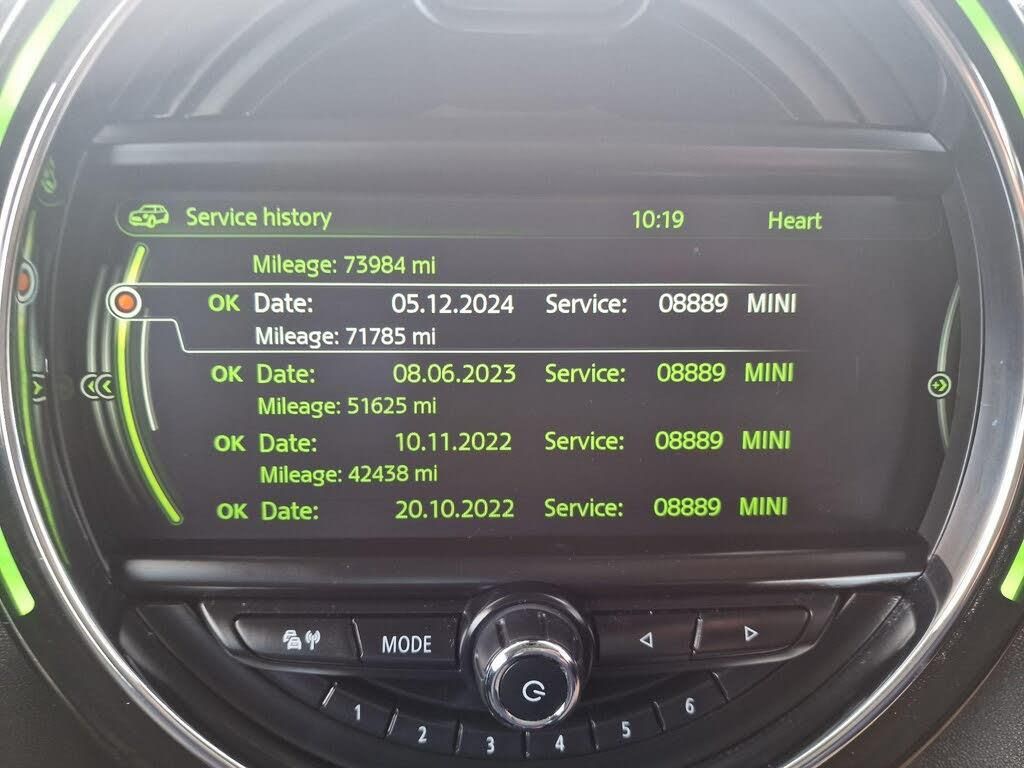 Service history 10:19 Heart
Mileage: 73984 mi
OK Date: 05.12.2024 Service: 08889 MINI
Mileage: 71785 mi
OK Date: 08.06.2023 Service: 08889 MINI
Mileage: 51625 mi
OK Date: 10.11.2022 Service: 08889 MINI
Mileage: 42438 mi
OK Date: 20.10.2022 Service: 08889 MINI
MODE
1 2 3 4 5 6